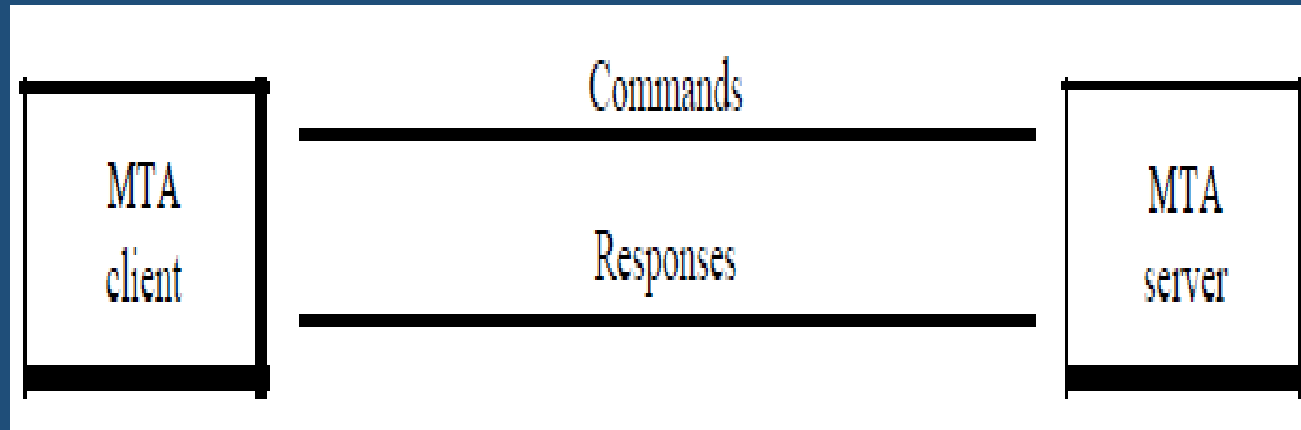 Commands
MTA
client
Responses
MTA
server